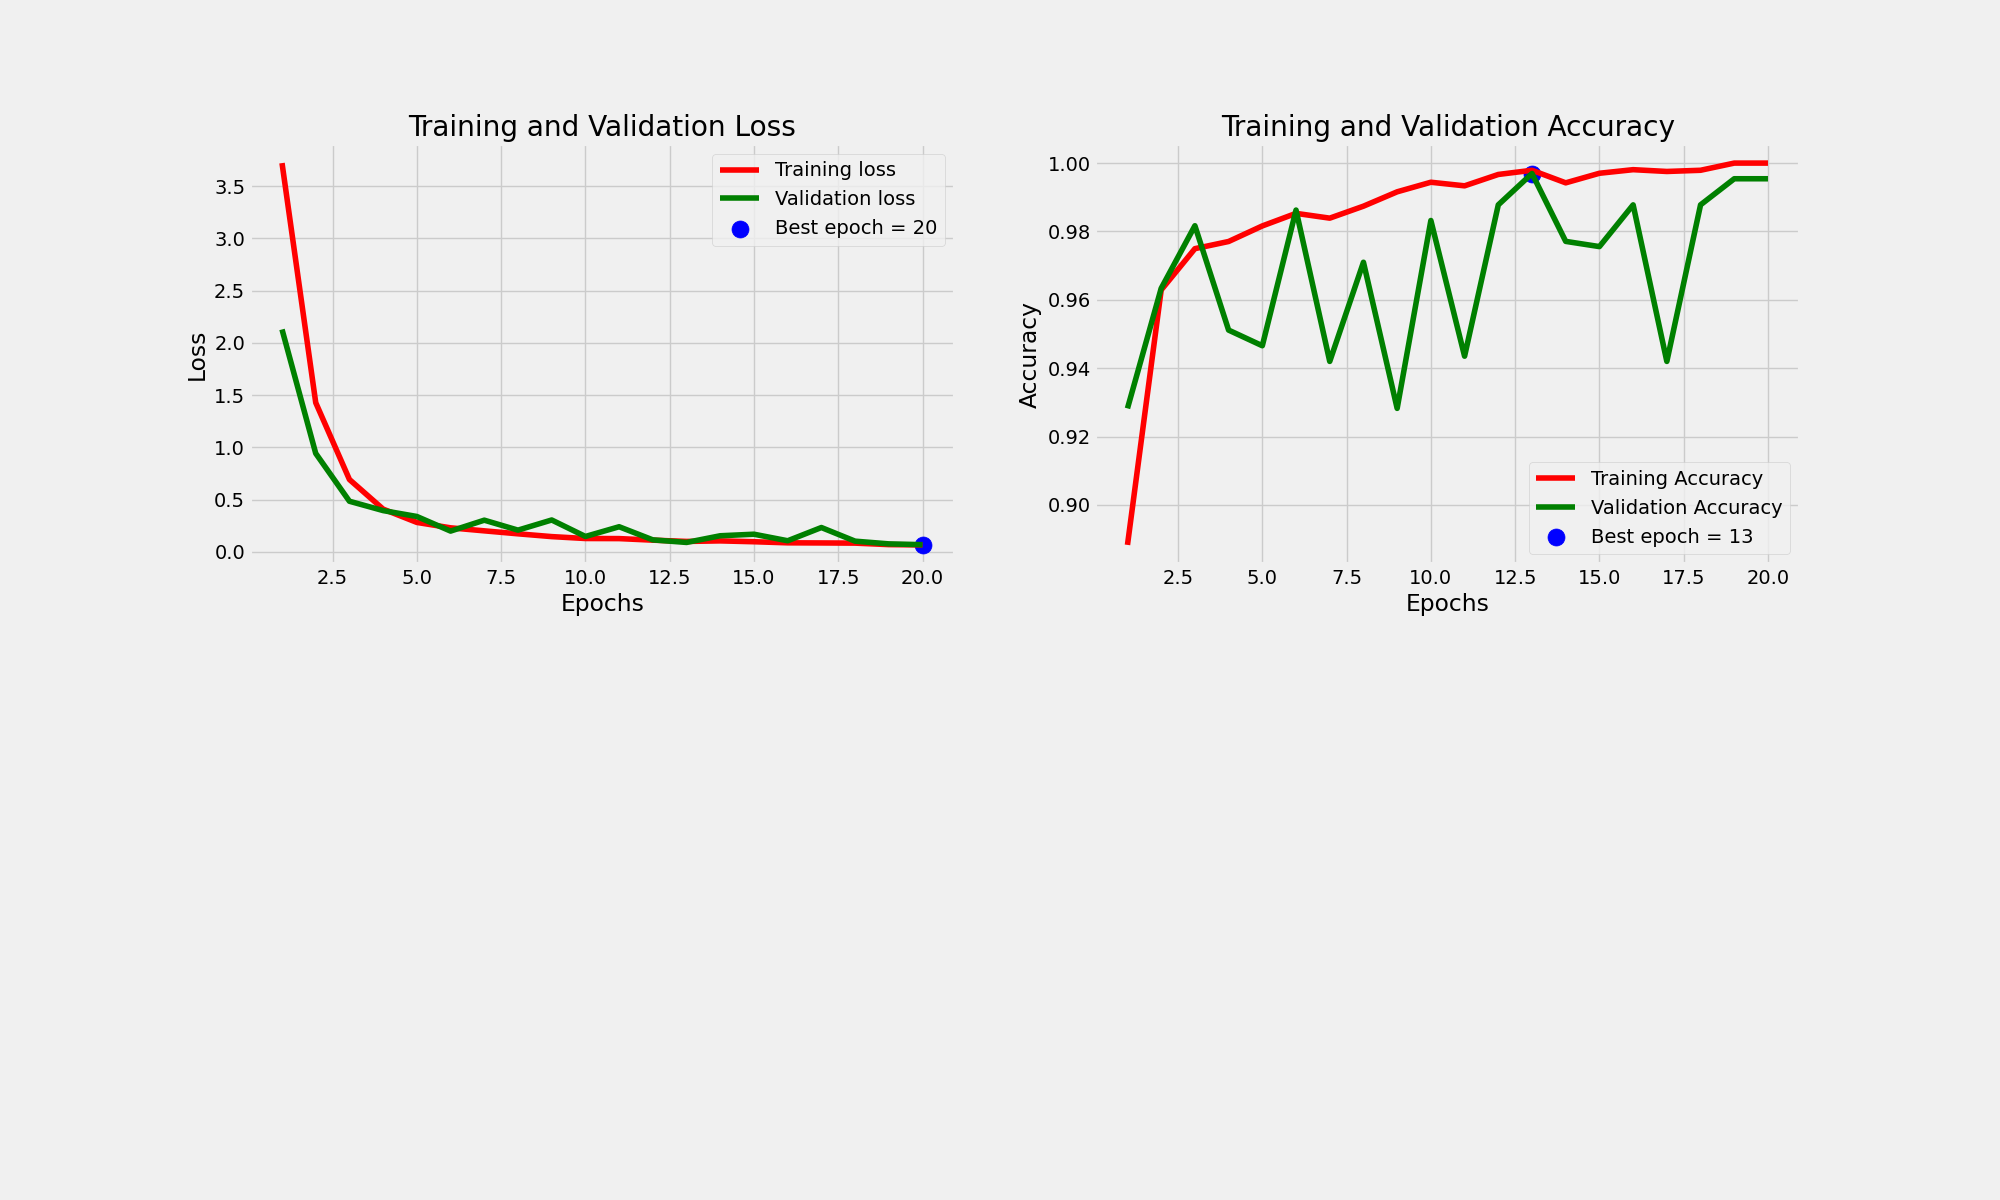 Training and Validation Loss
Training loss
Validation loss
Best epoch = 20
3.5
3.0
2.5
2.0
1.5
1.0
0.5
0.0
Loss
2.5 5.0 7.5 10.0 12.5 15.0 17.5 20.0
Epochs
Training and Validation Accuracy
1.00
0.98
0.96
0.94
0.92
0.90
Accuracy
Training Accuracy
Validation Accuracy
Best epoch = 13
2.5 5.0 7.5 10.0 12.5 15.0 17.5 20.0
Epochs